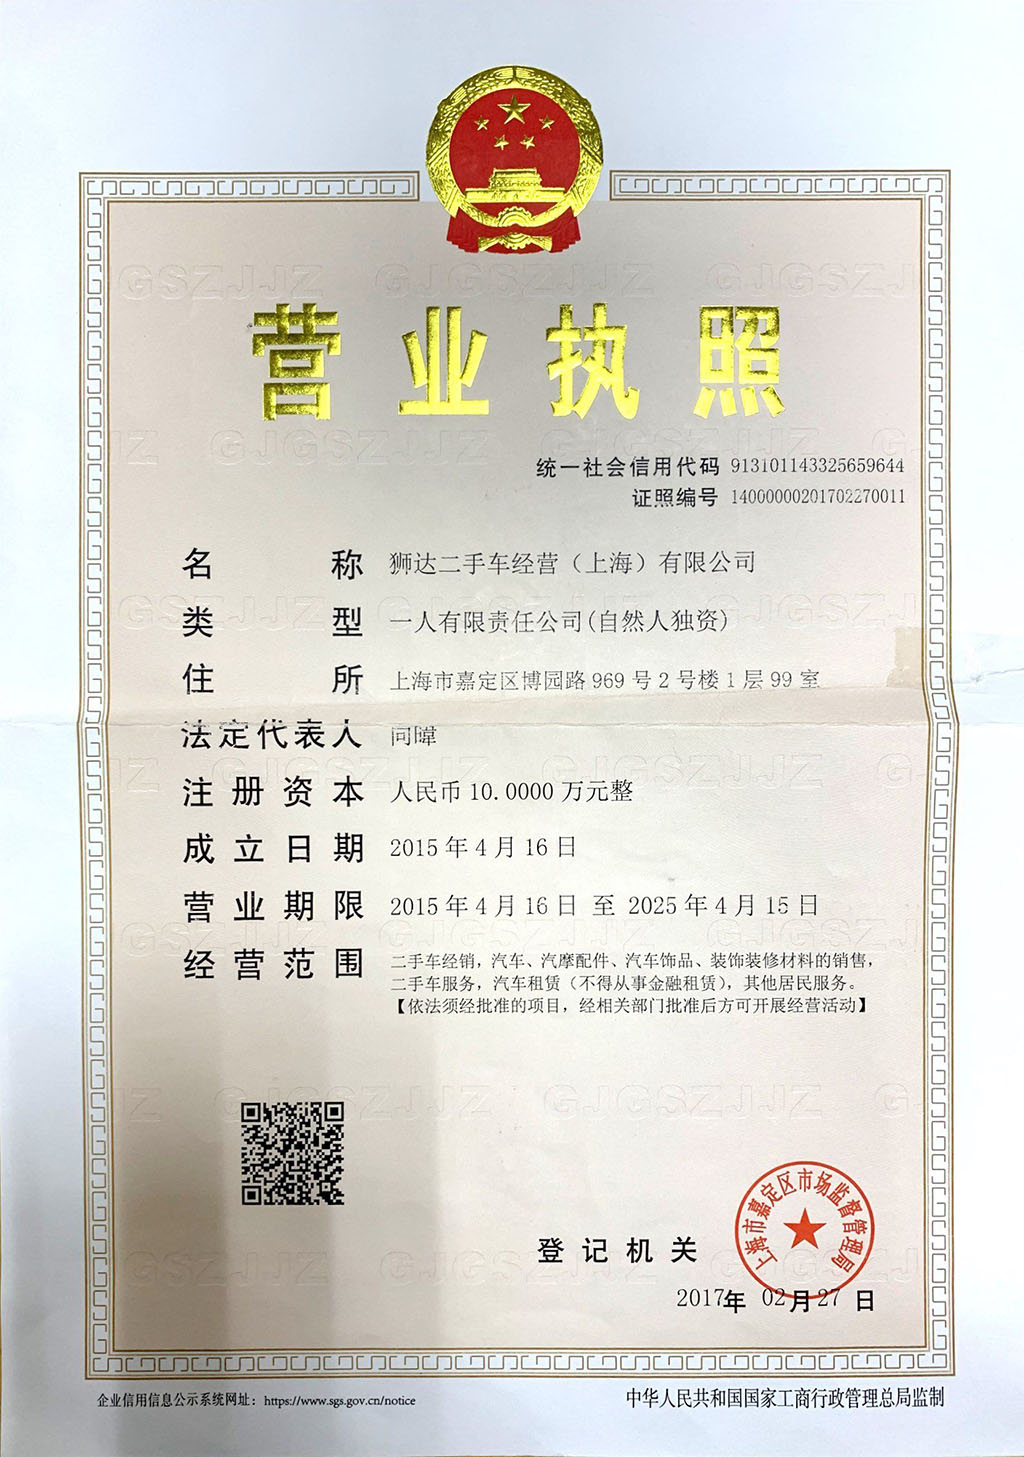 营业执照
统一社会信用代码 913101143325659644
证照编号 14000000201702270011
名称 狮达二手车经营（上海）有限公司
类型 一人有限责任公司(自然人独资)
住所 上海市嘉定区博园路969号2号楼1层99室
法定代表人
注册资本 人民币10.0000万元整
成立日期 2015年4月16日
营业期限 2015年4月16日 至 2025年4月15日
经营范围 二手车经销，汽车、汽摩配件、汽车饰品、装饰装修材料的销售，
二手车服务，汽车租赁（不得从事金融租赁），其他居民服务。
【依法须经批准的项目，经相关部门批准后方可开展经营活动】
上海市嘉定区市场监督管理局
登记机关
2017年02月27日
企业信用信息公示系统网址：https://www.sgs.gov.cn/notice
中华人民共和国国家工商行政管理总局监制